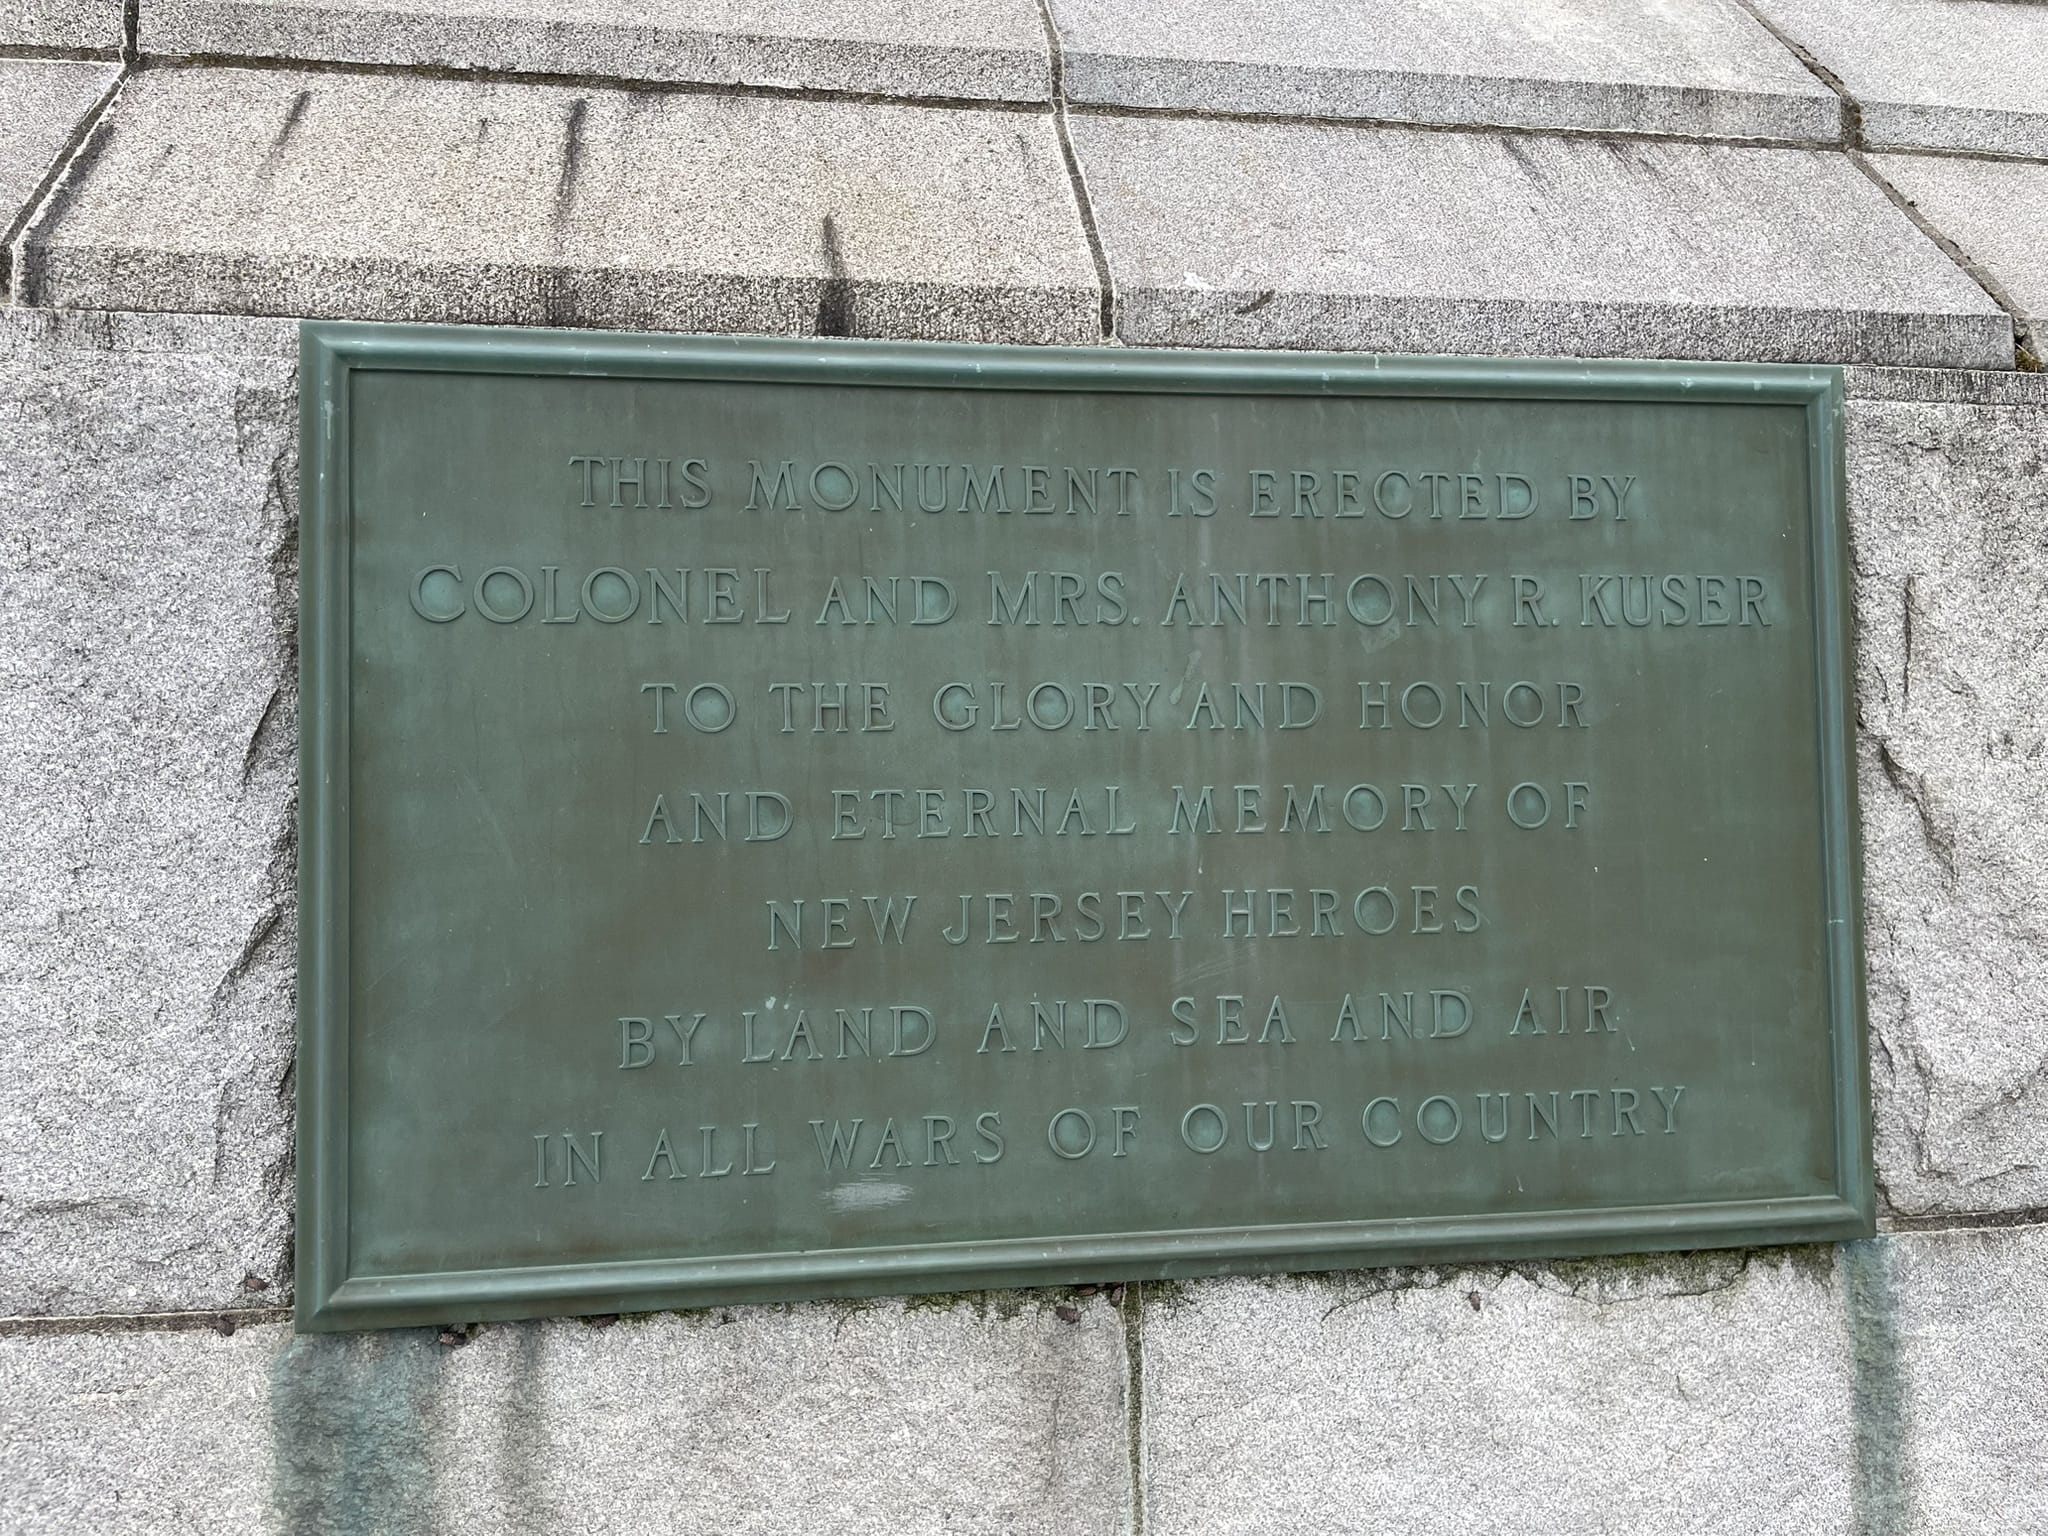 THIS MONUMENT IS ERECTED BY
COLONEL AND MRS. ANTHONY R. KUSER
TO THE GLORY AND HONOR
AND ETERNAL MEMORY OF
NEW JERSEY HEROES
BY LAND AND SEA AND AIR
IN ALL WARS OF OUR COUNTRY